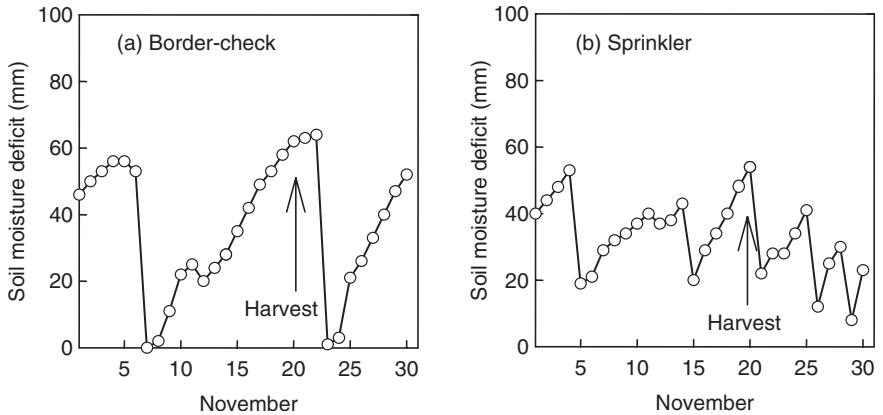 (a) Border-check
Soil moisture deficit (mm)
100
80
60
40
20
0
Harvest
5 10 15 20 25 30
November
(b) Sprinkler
Soil moisture deficit (mm)
100
80
60
40
20
0
Harvest
5 10 15 20 25 30
November